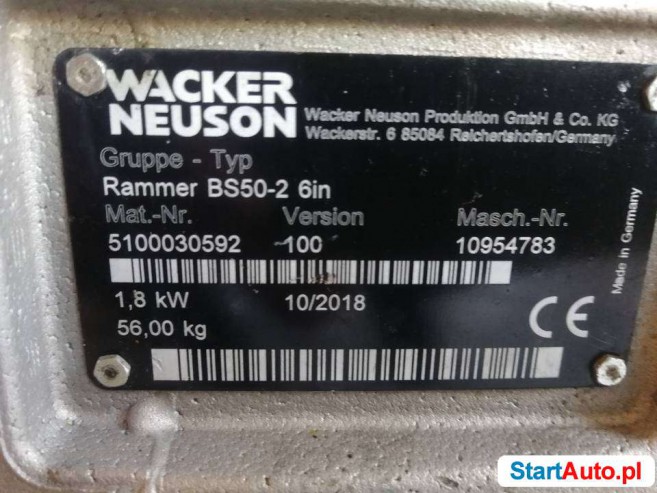 WACKER
NEUSON
Wacker Neuson Produktion GmbH & Co. KG
Wackerstr. 6 85084 Reichertshofen/Germany
Gruppe - Typ
Rammer BS50-2 6in
Mat.-Nr. Version Masch.-Nr.
5100030592 100 10954783
1,8 kW 10/2018
56,00 kg
CE
Made in Germany
StartAuto.pl